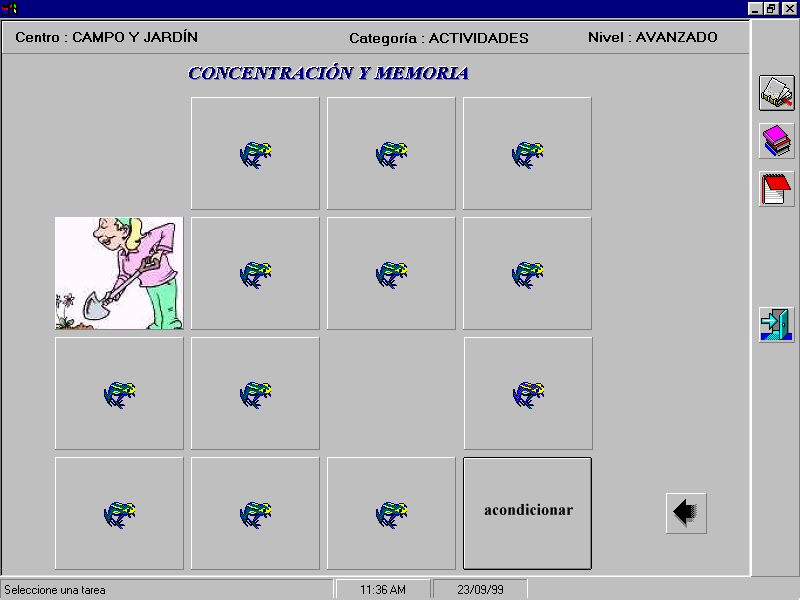 Centro : CAMPO Y JARDÍN Categoría : ACTIVIDADES Nivel : AVANZADO
CONCENTRACIÓN Y MEMORIA
acondicionar
Seleccione una tarea 11:36 AM 23/09/99